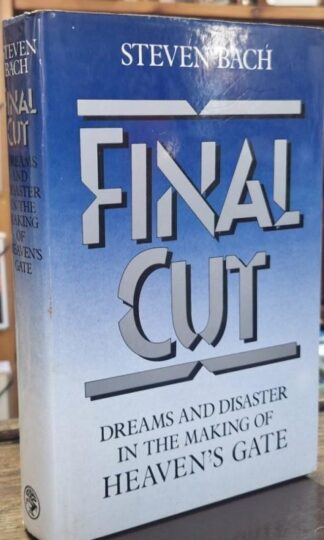 STEVEN BACH
FINAL
CUT
DREAMS AND DISASTER
IN THE MAKING OF
HEAVEN'S GATE
STEVEN
BACH
FINAL
CUT
DREAMS
AND
DISASTER
IN THE
MAKING
OF
HEAVEN'S
GATE